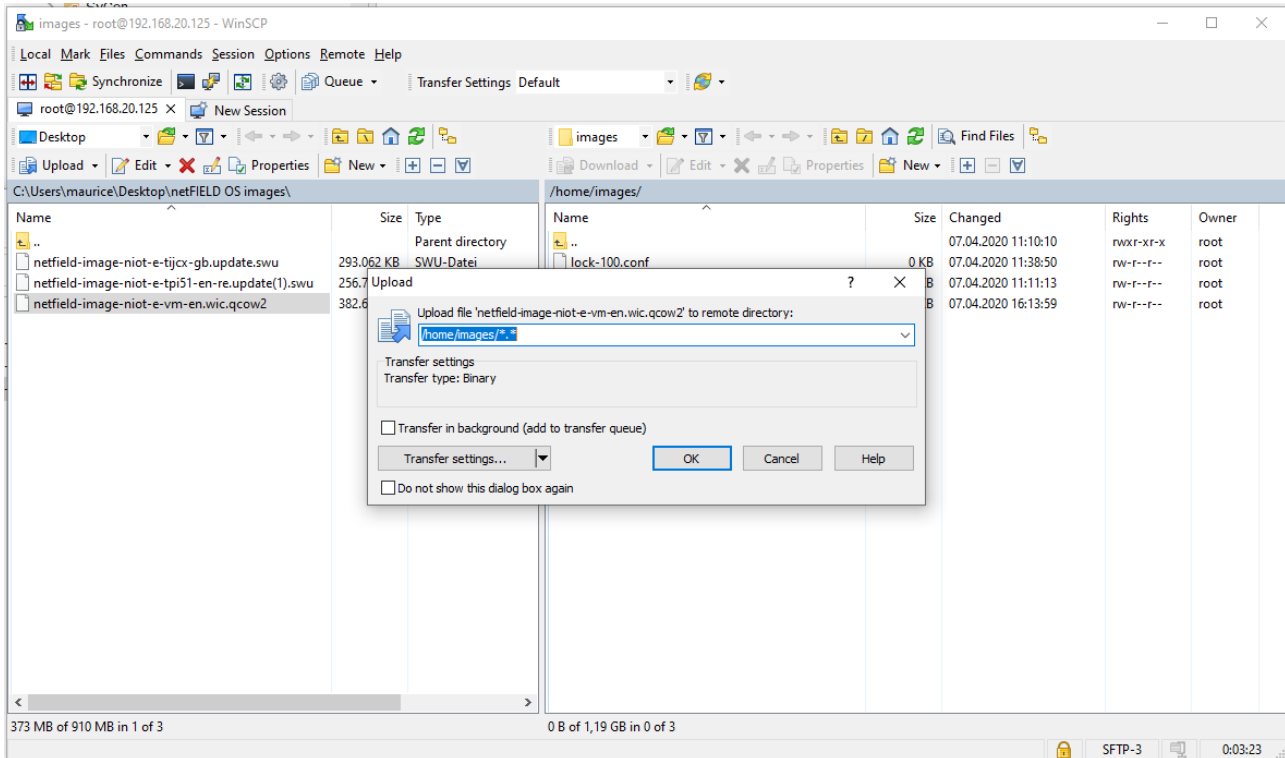 images - root@192.168.20.125 - WinSCP
Local Mark Files Commands Session Options Remote Help
Synchronize Queue Transfer Settings Default
root@192.168.20.125 New Session
Desktop images Find Files
Upload Edit Properties New Download Edit Properties New
C:\Users\maurice\Desktop\netFIELD OS images\ /home/images/
Name Size Type Name Size Changed Rights Owner
.. Parent directory .. 07.04.2020 11:10:10 rwxr-xr-x root
netfield-image-niot-e-tijcx-gb.update.swu 293.062 KB SWU-Datei lock-100.conf 0 KB 07.04.2020 11:38:50 rw-r--r-- root
netfield-image-niot-e-tpi51-en-re.update(1).swu 256.7 B 07.04.2020 11:11:13 rw-r--r-- root
netfield-image-niot-e-vm-en.wic.qcow2 382.6 B 07.04.2020 16:13:59 rw-r--r-- root
Upload ?
Upload file 'netfield-image-niot-e-vm-en.wic.qcow2' to remote directory:
/home/images/*.*
Transfer settings
Transfer type: Binary
Transfer in background (add to transfer queue)
Transfer settings... OK Cancel Help
Do not show this dialog box again
373 MB of 910 MB in 1 of 3 0 B of 1,19 GB in 0 of 3
SFTP-3 0:03:23